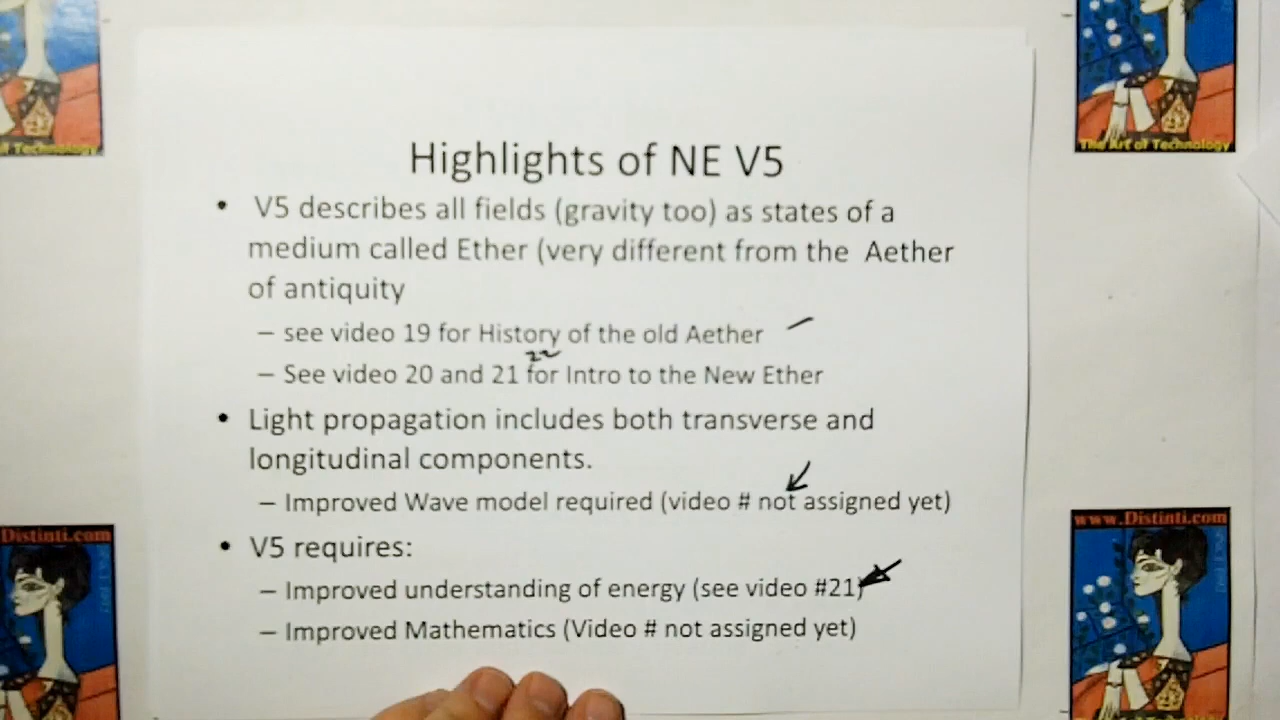 of Technology
The Art of Technology
Highlights of NE V5
• V5 describes all fields (gravity too) as states of a
medium called Ether (very different from the Aether
of antiquity
– see video 19 for History of the old Aether
22
– See video 20 and 21 for Intro to the New Ether
• Light propagation includes both transverse and
longitudinal components.
– Improved Wave model required (video # not assigned yet)
• V5 requires:
– Improved understanding of energy (see video #21)
– Improved Mathematics (Video # not assigned yet)
Distinti.com
www.Distinti.com